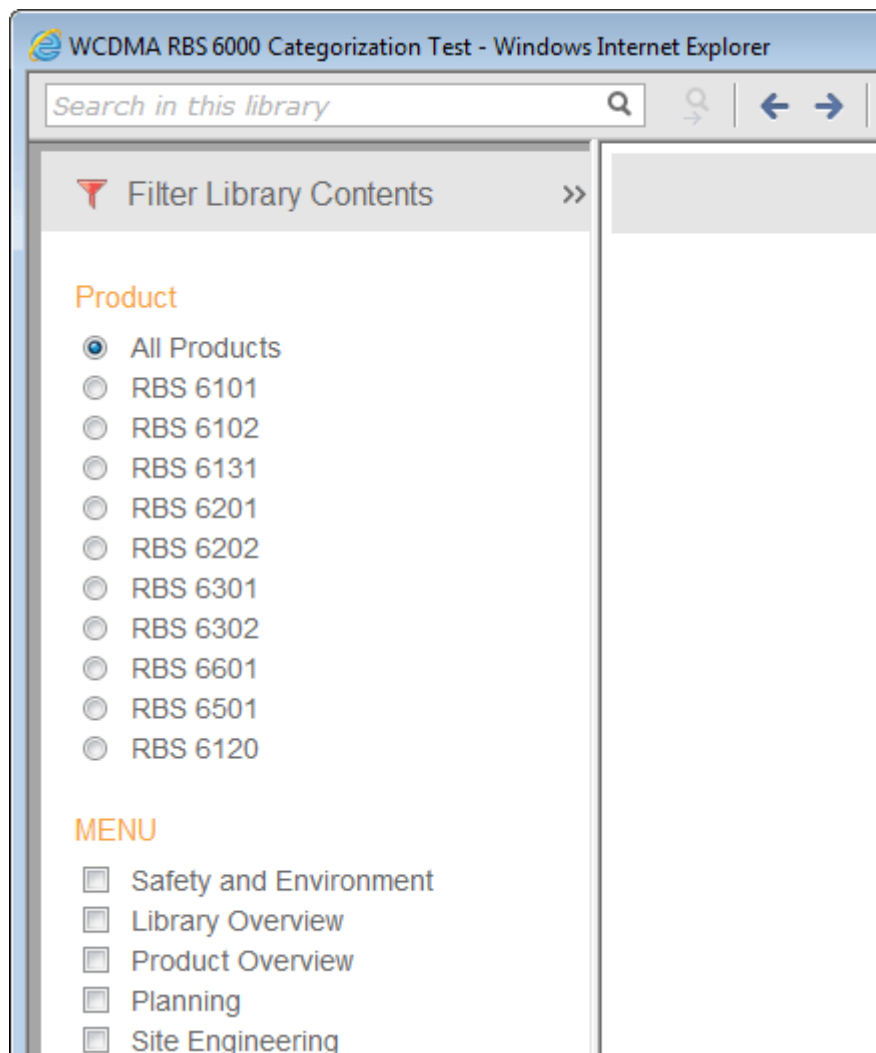 WCDMA RBS 6000 Categorization Test - Windows Internet Explorer
Search in this library
Filter Library Contents
Product
All Products
RBS 6101
RBS 6102
RBS 6131
RBS 6201
RBS 6202
RBS 6301
RBS 6302
RBS 6601
RBS 6501
RBS 6120
MENU
Safety and Environment
Library Overview
Product Overview
Planning
Site Engineering